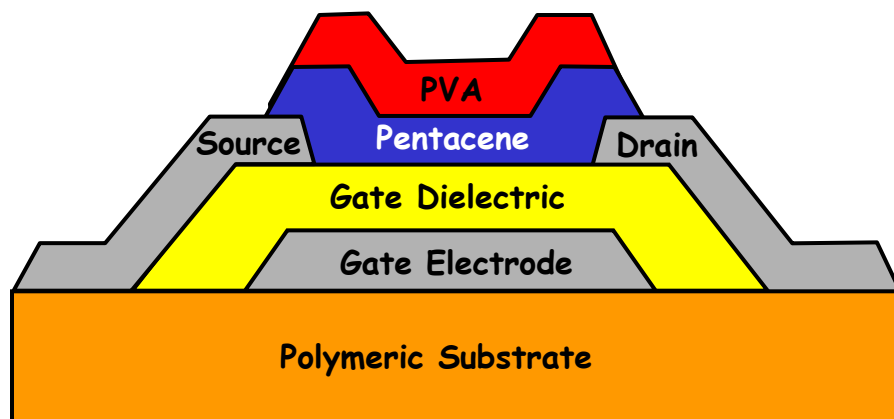 PVA
Source
Pentacene
Drain
Gate Dielectric
Gate Electrode
Polymeric Substrate